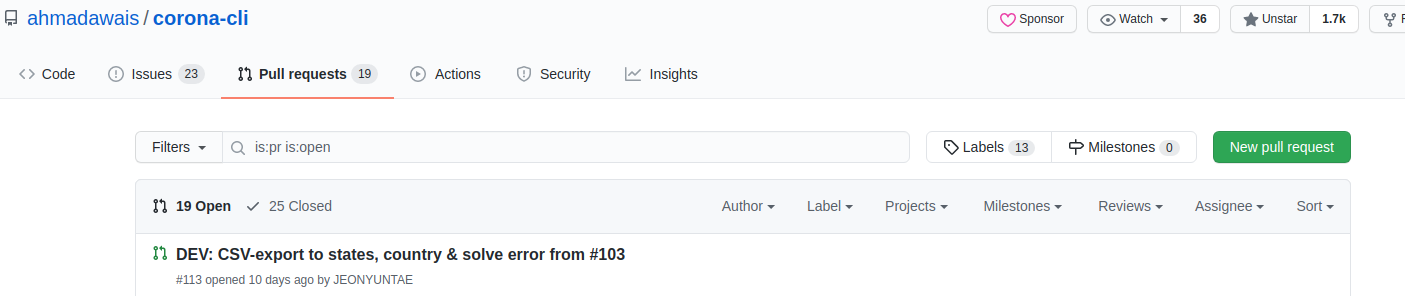 ahmadawais / corona-cli Sponsor Watch 36 Unstar 1.7k
Code Issues 23 Pull requests 19 Actions Security Insights
Filters is:pr is:open Labels 13 Milestones 0 New pull request
19 Open 25 Closed Author Label Projects Milestones Reviews Assignee Sort
DEV: CSV-export to states, country & solve error from #103
#113 opened 10 days ago by JEONYUNTAE